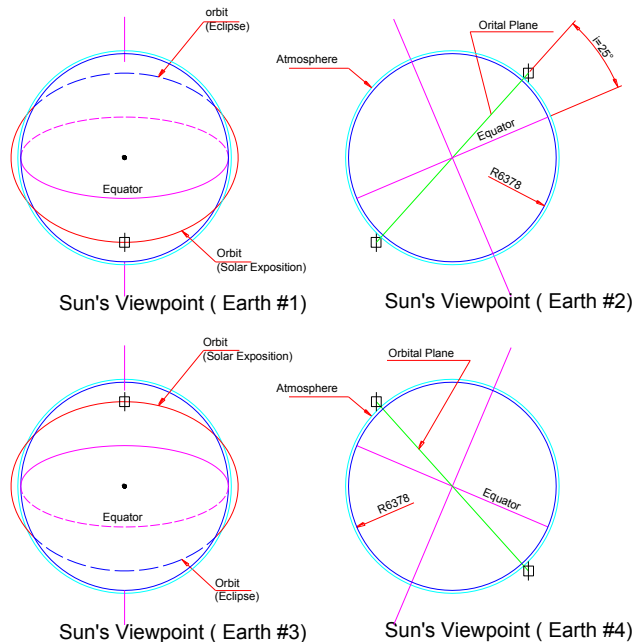 orbit
(Eclipse)
Equator
Orbit
(Solar Exposition)
Sun's Viewpoint ( Earth #1)
Orital Plane
Atmosphere
i=25°
Equator
R6378
Sun's Viewpoint ( Earth #2)
Orbit
(Solar Exposition)
Equator
Orbit
(Eclipse)
Sun's Viewpoint ( Earth #3)
Orbital Plane
Atmosphere
Equator
R6378
Sun's Viewpoint ( Earth #4)